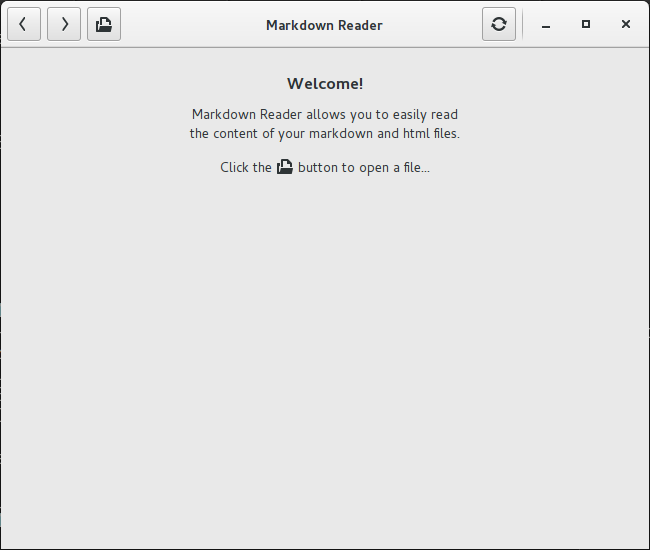 Markdown Reader
Welcome!
Markdown Reader allows you to easily read
the content of your markdown and html files.
Click the button to open a file...